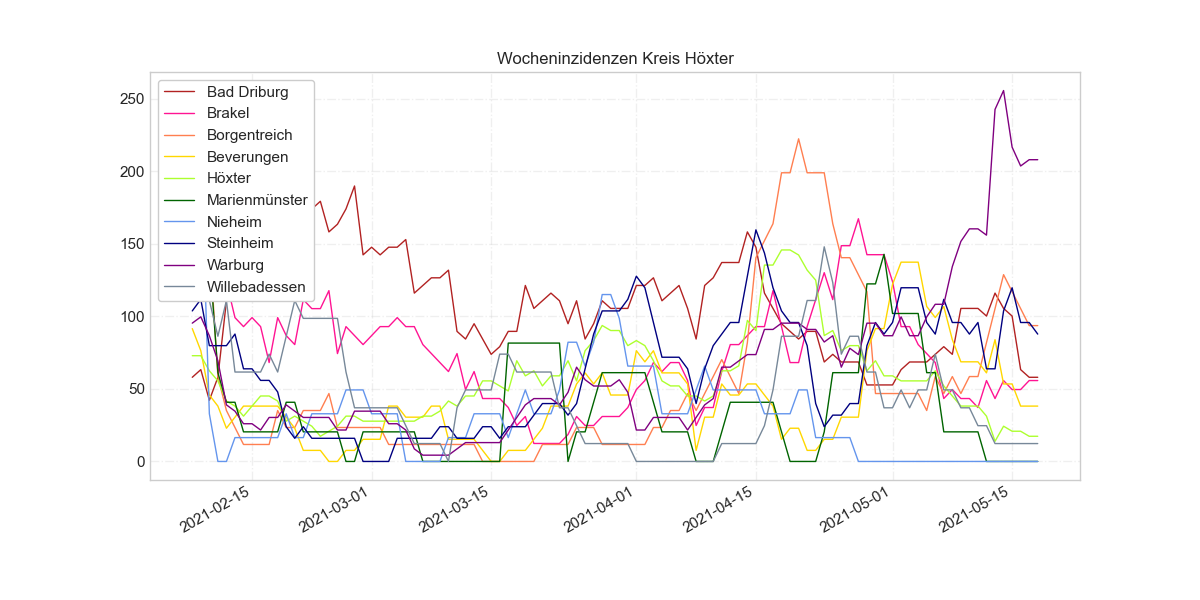 Wocheninzidenzen Kreis Höxter
Bad Driburg
Brakel
Borgentreich
Beverungen
Höxter
Marienmünster
Nieheim
Steinheim
Warburg
Willebadessen
250
200
150
100
50
0
2021-02-15
2021-03-01
2021-03-15
2021-04-01
2021-04-15
2021-05-01
2021-05-15